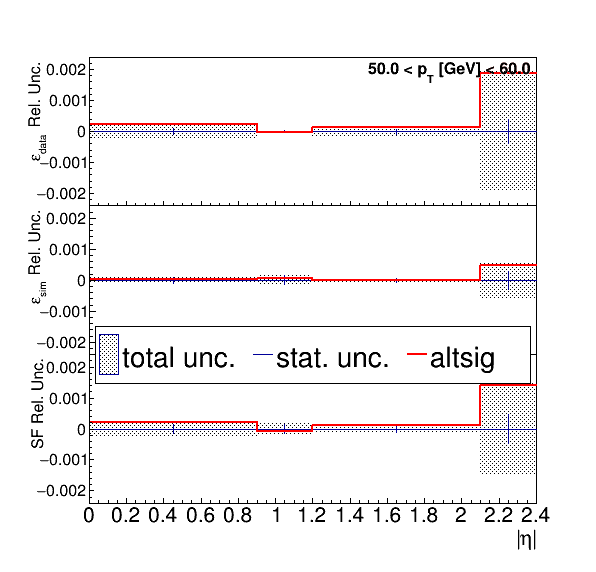 50.0 < p_T [GeV] < 60.0
ε_data Rel. Unc.
0.002
0.001
0
−0.001
−0.002
ε_sim Rel. Unc.
0.002
0.001
0
−0.001
−0.002
total unc. stat. unc. altsig
SF Rel. Unc.
0.002
0.001
0
−0.001
−0.002
0 0.2 0.4 0.6 0.8 1 1.2 1.4 1.6 1.8 2 2.2 2.4
|η|